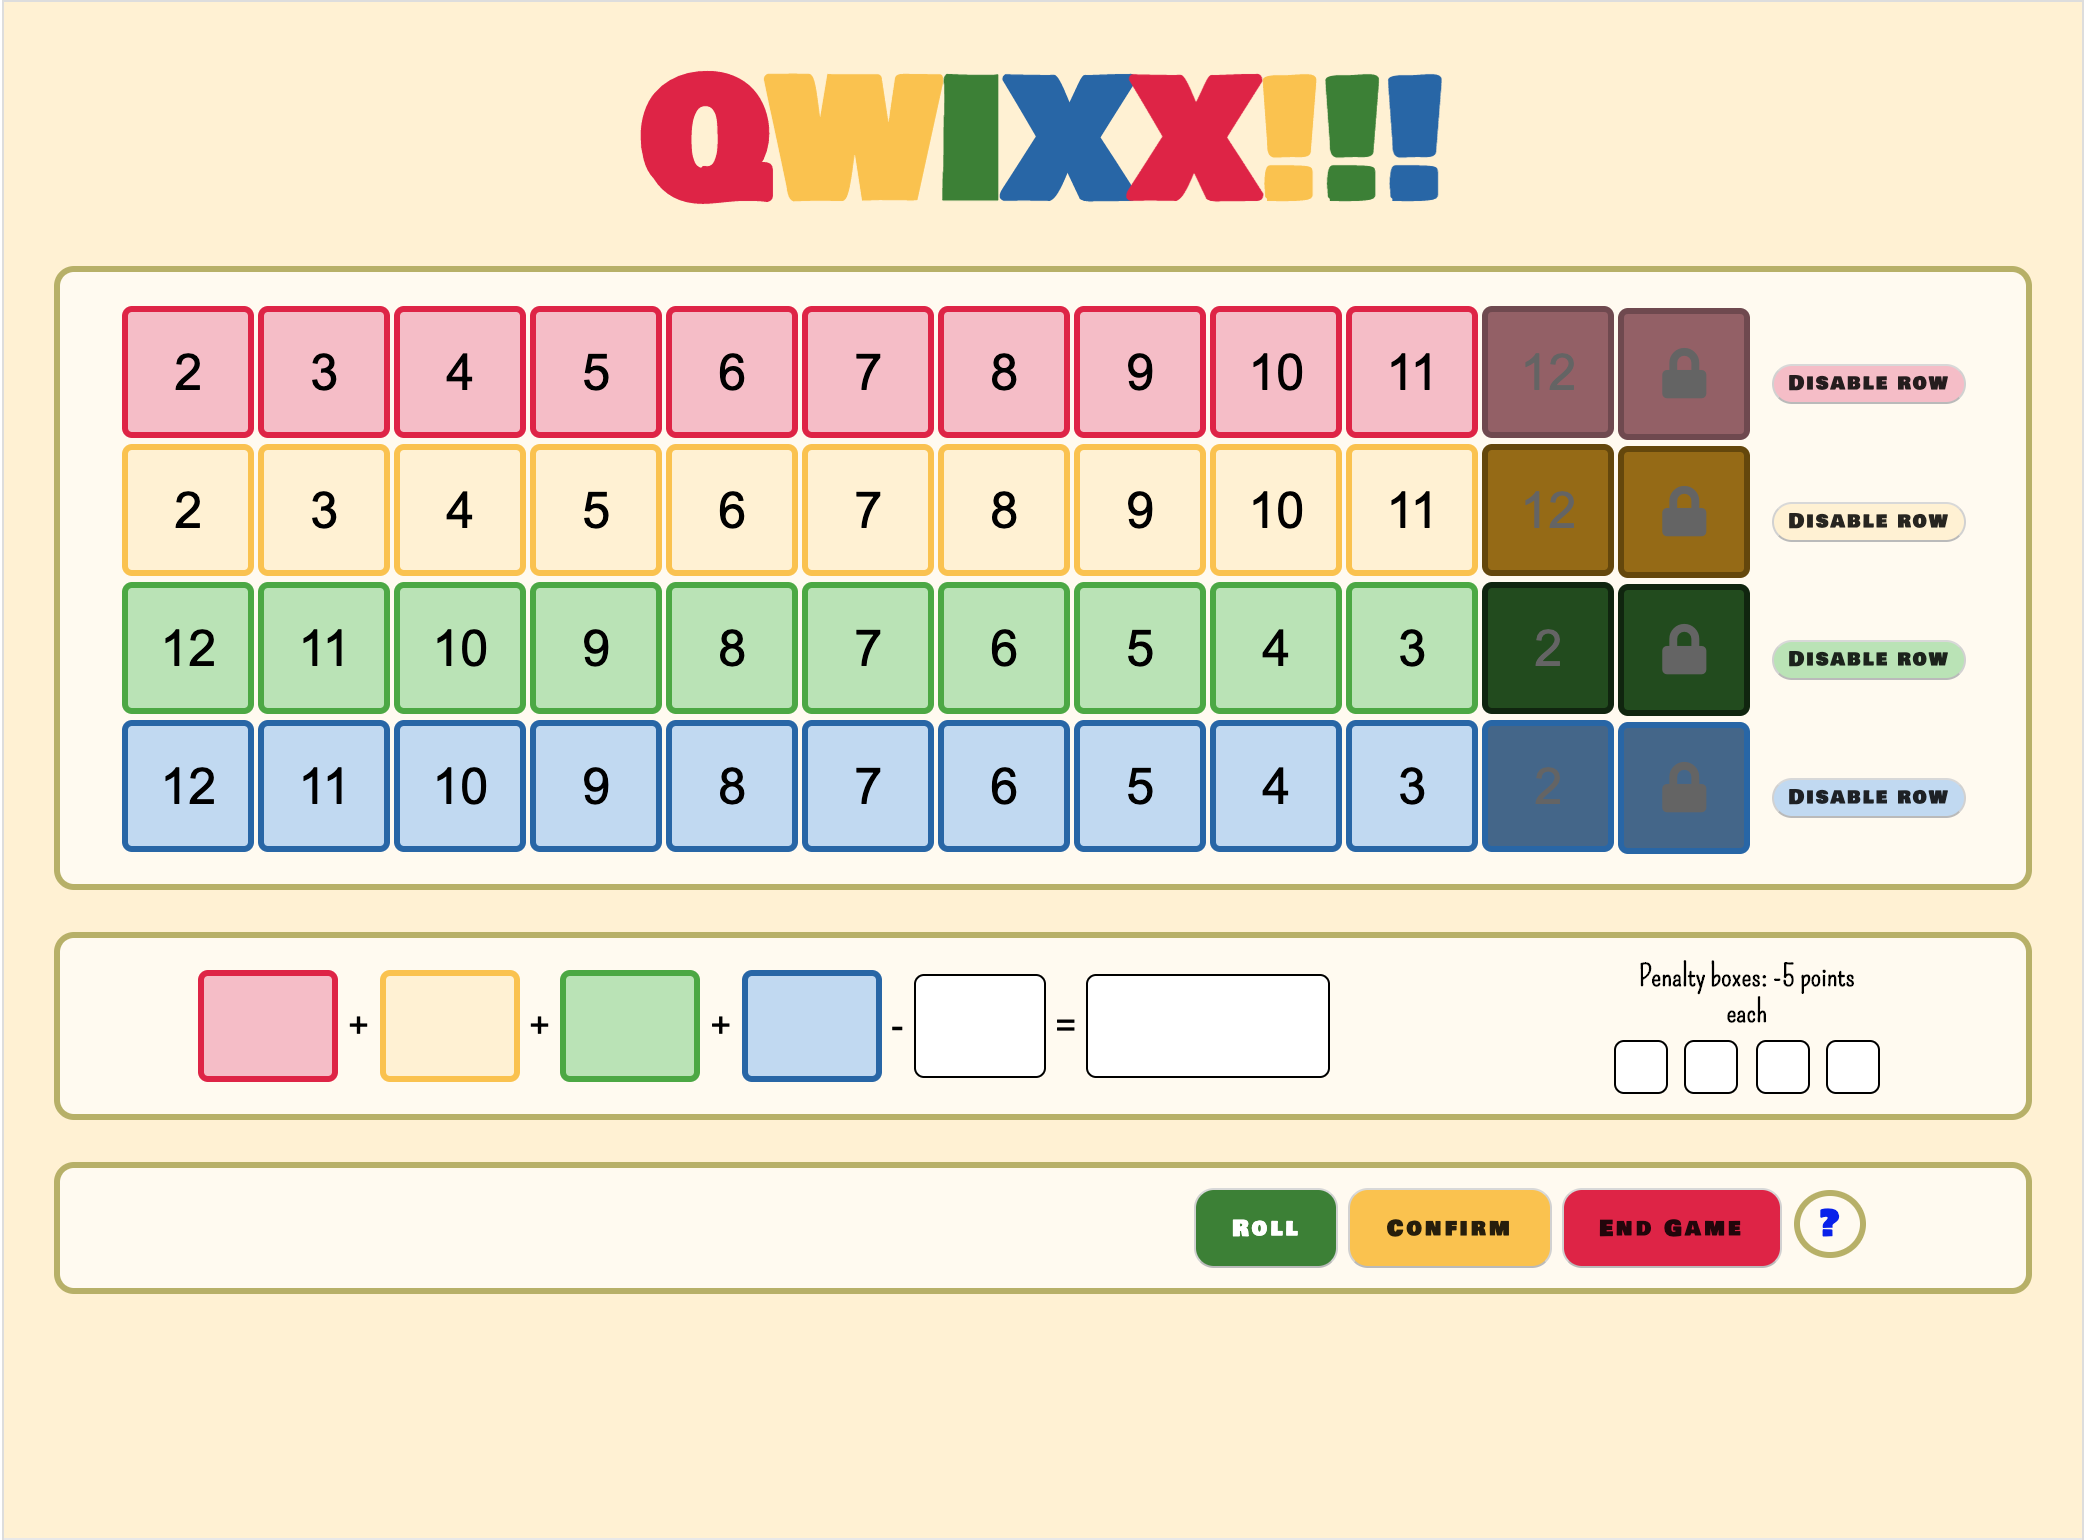 QWIXX!!!
2 3 4 5 6 7 8 9 10 11 12 Disable row
2 3 4 5 6 7 8 9 10 11 12 Disable row
12 11 10 9 8 7 6 5 4 3 2 Disable row
12 11 10 9 8 7 6 5 4 3 2 Disable row
+ + + - =
Penalty boxes: -5 points
each
Roll Confirm End Game ?